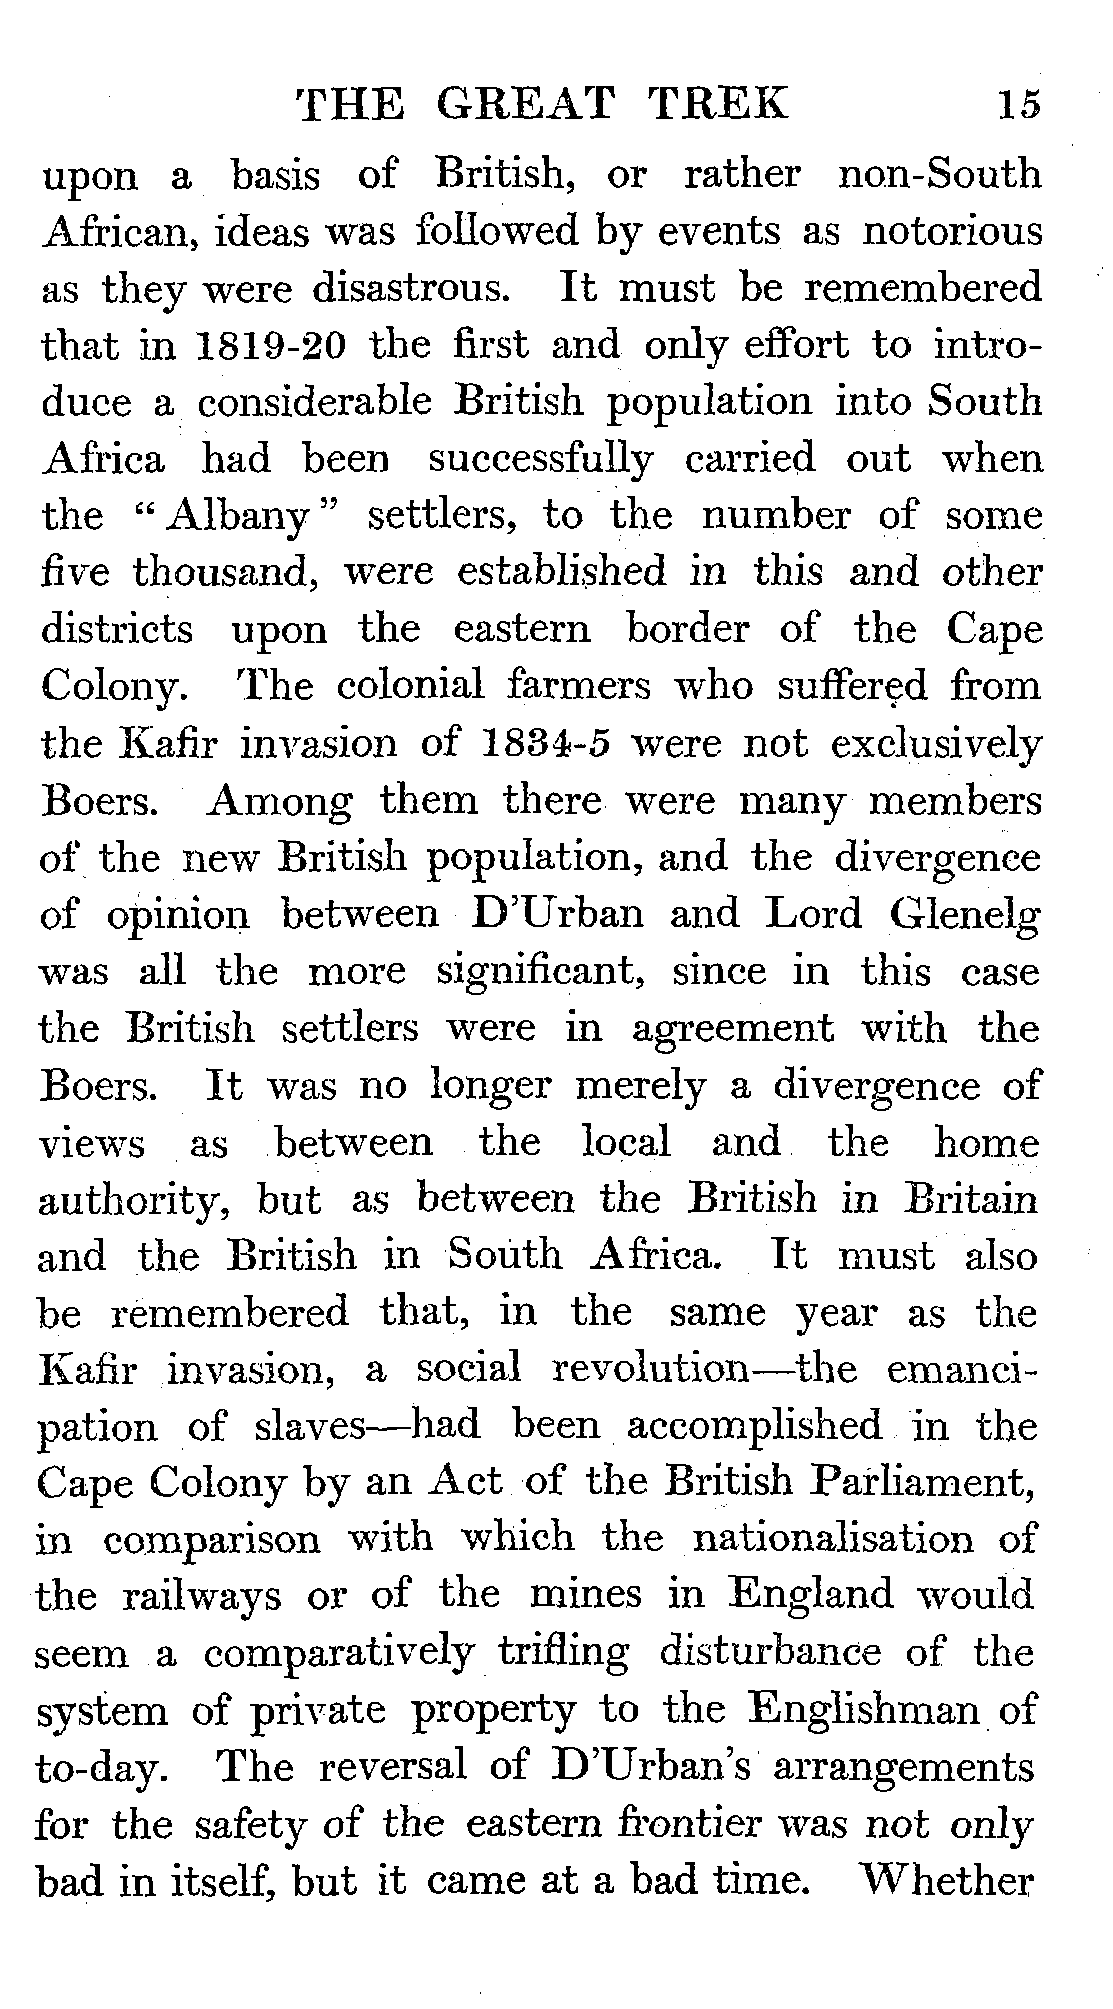 THE GREAT TREK 15
upon a basis of British, or rather non-South
African, ideas was followed by events as notorious
as they were disastrous. It must be remembered
that in 1819-20 the first and only effort to intro-
duce a considerable British population into South
Africa had been successfully carried out when
the “Albany” settlers, to the number of some
five thousand, were established in this and other
districts upon the eastern border of the Cape
Colony. The colonial farmers who suffered from
the Kafir invasion of 1834-5 were not exclusively
Boers. Among them there were many members
of the new British population, and the divergence
of opinion between D'Urban and Lord Glenelg
was all the more significant, since in this case
the British settlers were in agreement with the
Boers. It was no longer merely a divergence of
views as between the local and the home
authority, but as between the British in Britain
and the British in South Africa. It must also
be remembered that, in the same year as the
Kafir invasion, a social revolution—the emanci-
pation of slaves—had been accomplished in the
Cape Colony by an Act of the British Parliament,
in comparison with which the nationalisation of
the railways or of the mines in England would
seem a comparatively trifling disturbance of the
system of private property to the Englishman of
to-day. The reversal of D'Urban's arrangements
for the safety of the eastern frontier was not only
bad in itself, but it came at a bad time. Whether